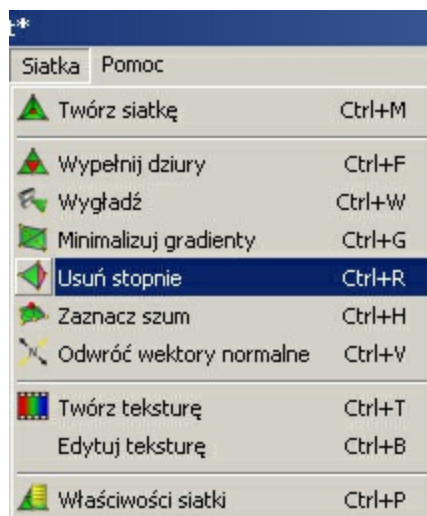 t*
Siatka Pomoc
Twórz siatkę Ctrl+M
Wypełnij dziury Ctrl+F
Wygładź Ctrl+W
Minimalizuj gradienty Ctrl+G
Usuń stopnie Ctrl+R
Zaznacz szum Ctrl+H
Odwróć wektory normalne Ctrl+V
Twórz teksturę Ctrl+T
Edytuj teksturę Ctrl+B
Właściwości siatki Ctrl+P